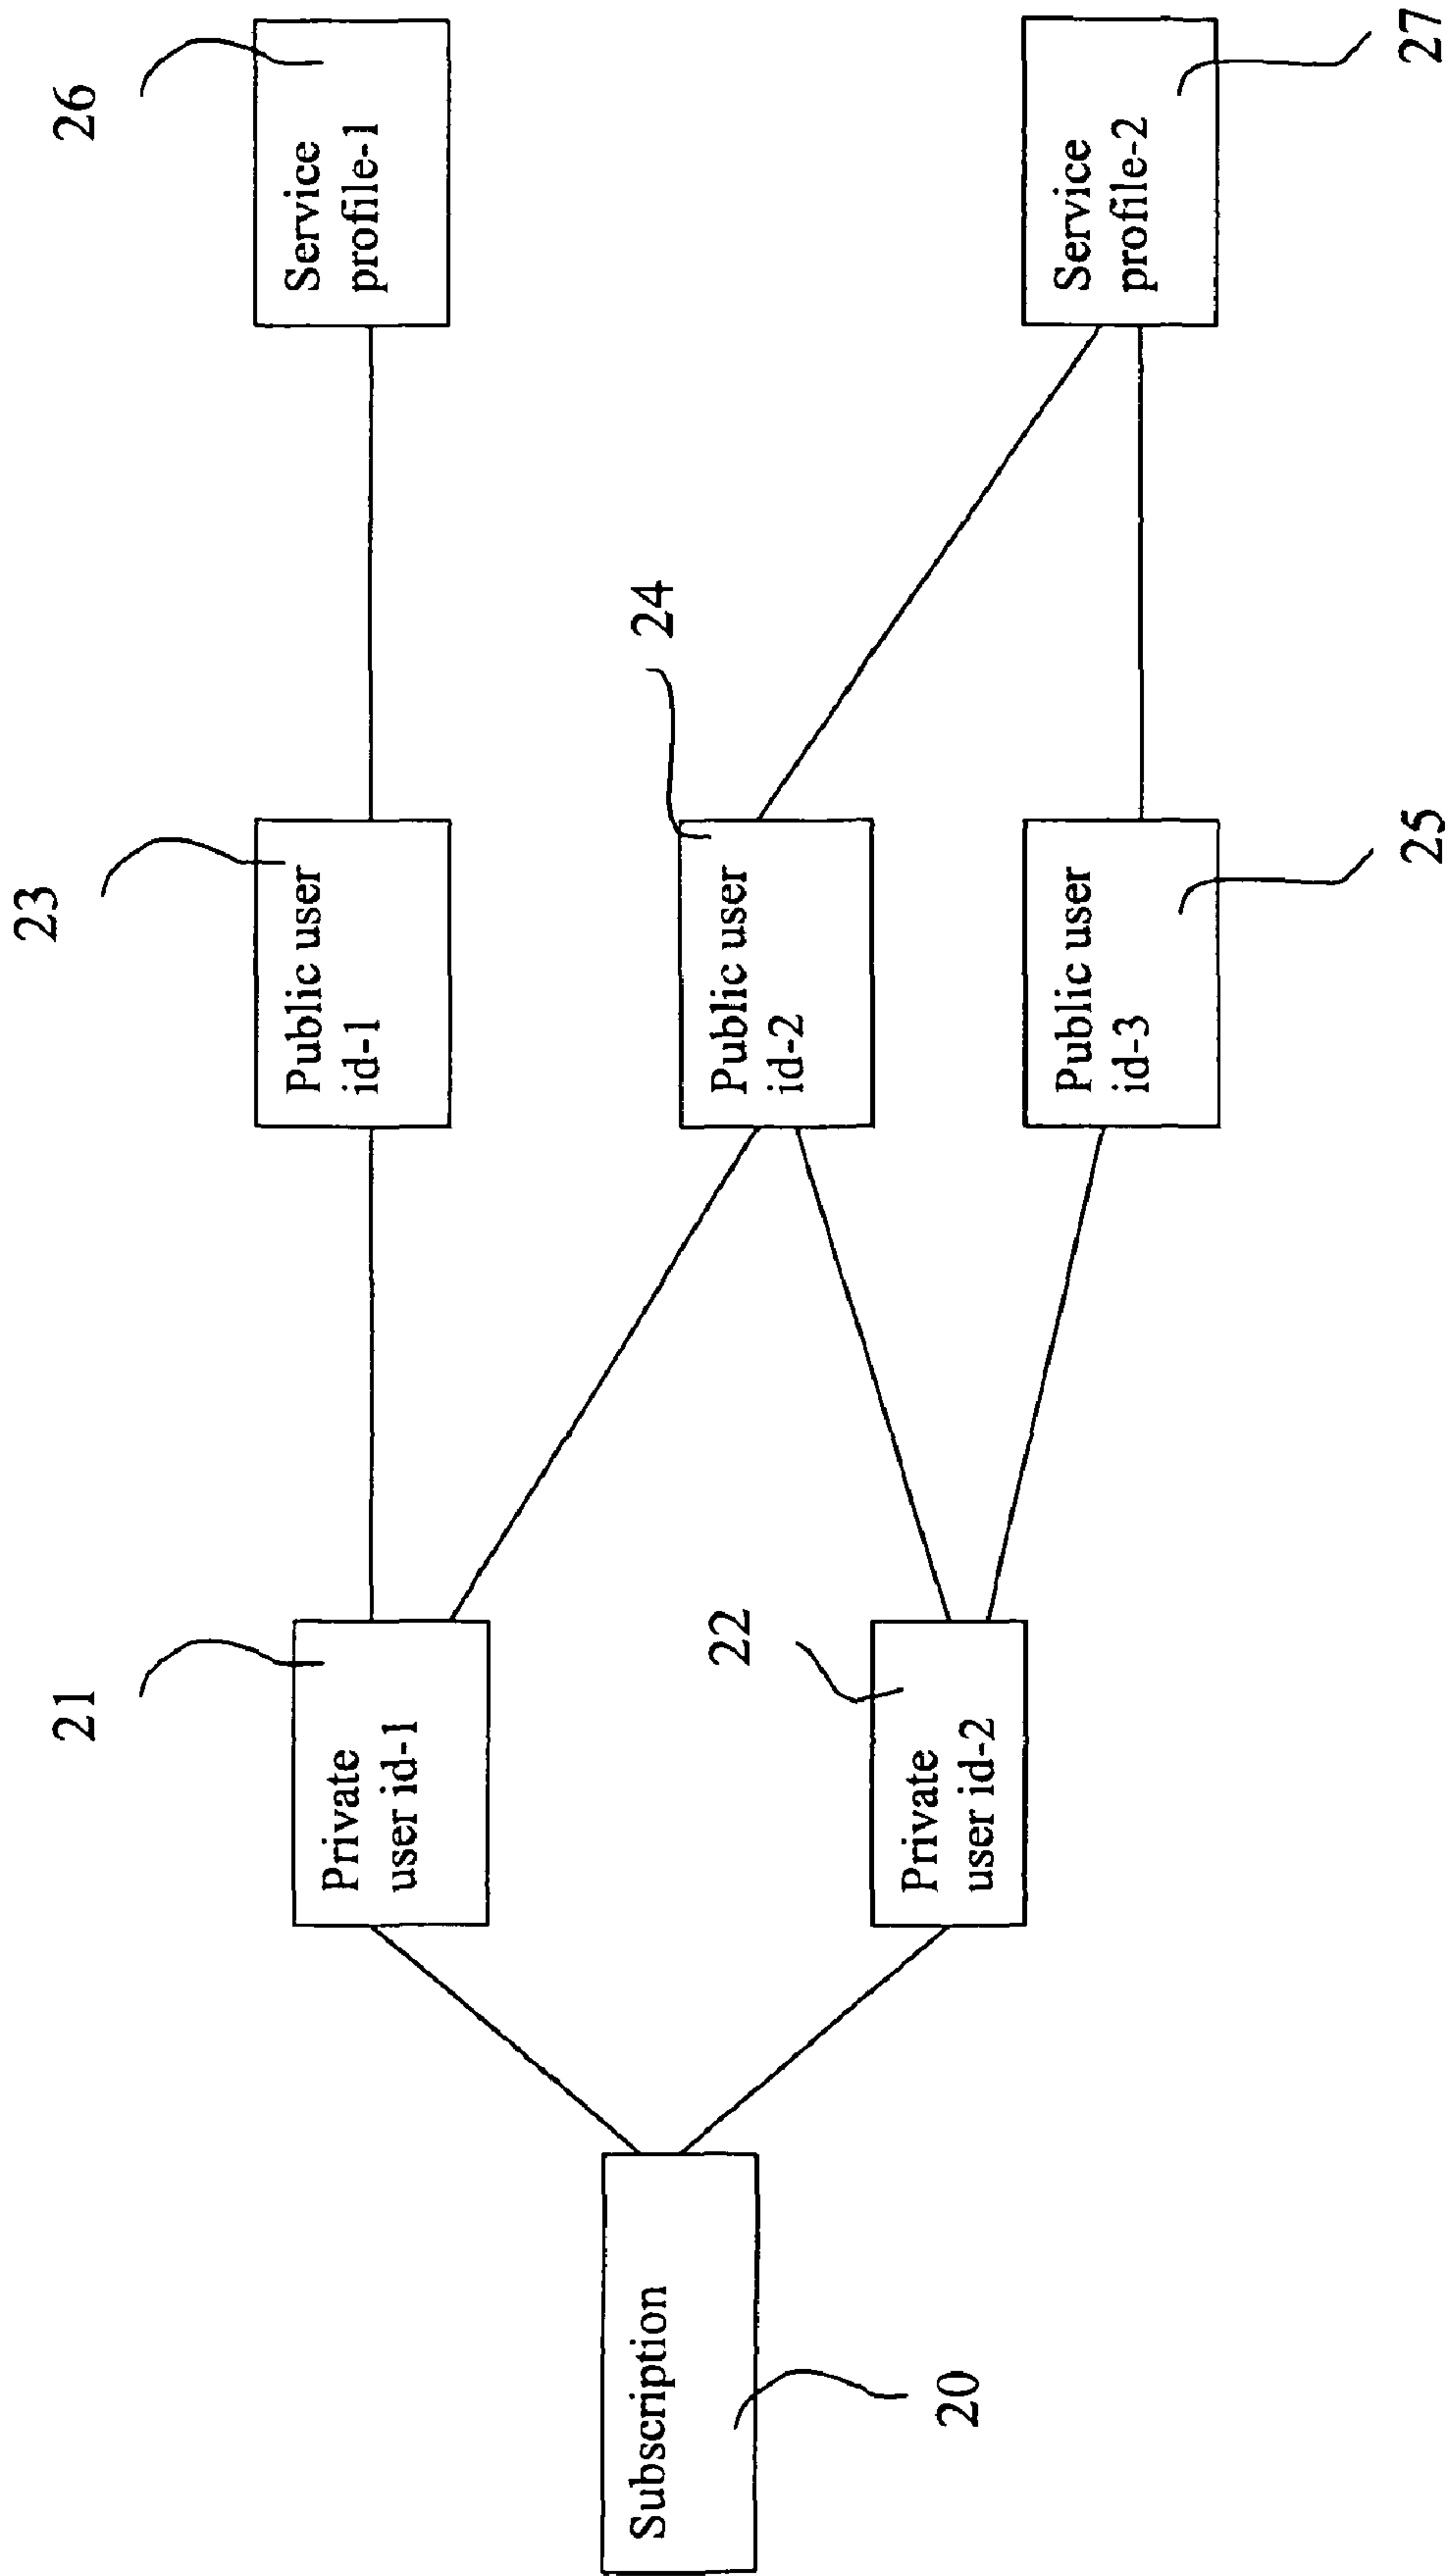 26
Service
profile-1
23
Public user
id-1
21
Private
user id-1
24
Public user
id-2
Subscription
20
22
Private
user id-2
Public user
id-3
25
Service
profile-2
27